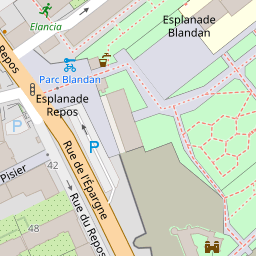 Elancia
Esplanade
Blandan
Repos
Parc Blandan
Esplanade
Repos
P
P
Rue de l'Épargne
42
Pisier
Rue du Repos
48